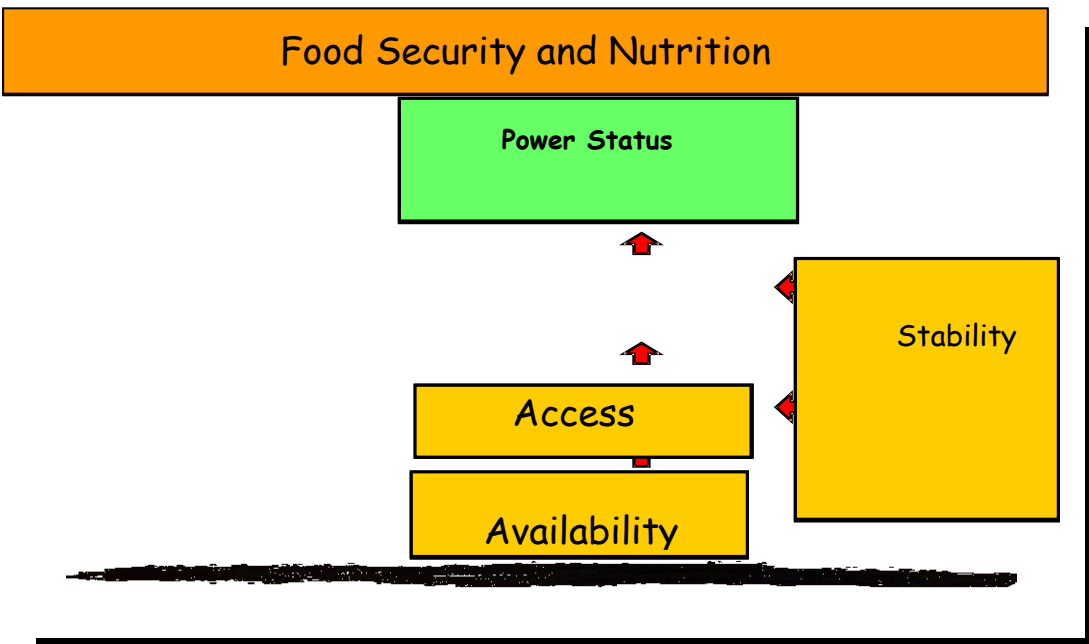 Food Security and Nutrition
Power Status
Stability
Access
Availability